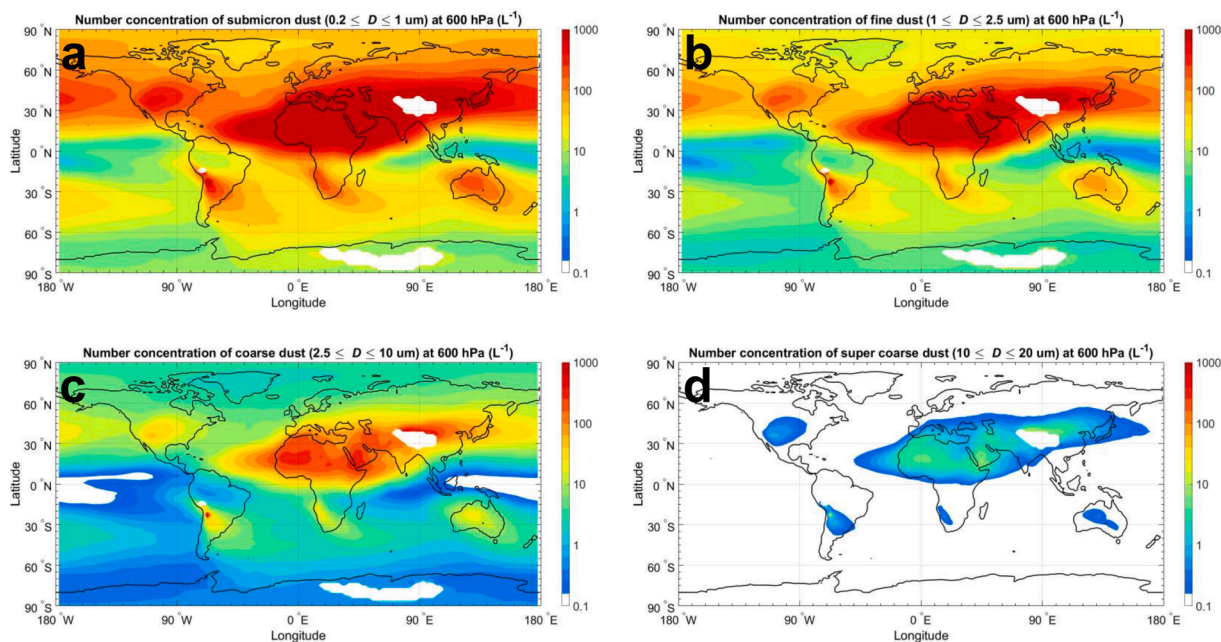 Number concentration of submicron dust (0.2 ≤ D ≤ 1 um) at 600 hPa (L⁻¹)
a
90°N
60°N
30°N
0°N
30°S
60°S
90°S
Latitude
180°W
90°W
0°E
90°E
180°E
Longitude
1000
100
10
1
0.1
Number concentration of fine dust (1 ≤ D ≤ 2.5 um) at 600 hPa (L⁻¹)
b
90°N
60°N
30°N
0°N
30°S
60°S
90°S
Latitude
180°W
90°W
0°E
90°E
180°E
Longitude
1000
100
10
1
0.1
Number concentration of coarse dust (2.5 ≤ D ≤ 10 um) at 600 hPa (L⁻¹)
c
90°N
60°N
30°N
0°N
30°S
60°S
90°S
Latitude
180°W
90°W
0°E
90°E
180°E
Longitude
1000
100
10
1
0.1
Number concentration of super coarse dust (10 ≤ D ≤ 20 um) at 600 hPa (L⁻¹)
d
90°N
60°N
30°N
0°N
30°S
60°S
90°S
Latitude
180°W
90°W
0°E
90°E
180°E
Longitude
1000
100
10
1
0.1